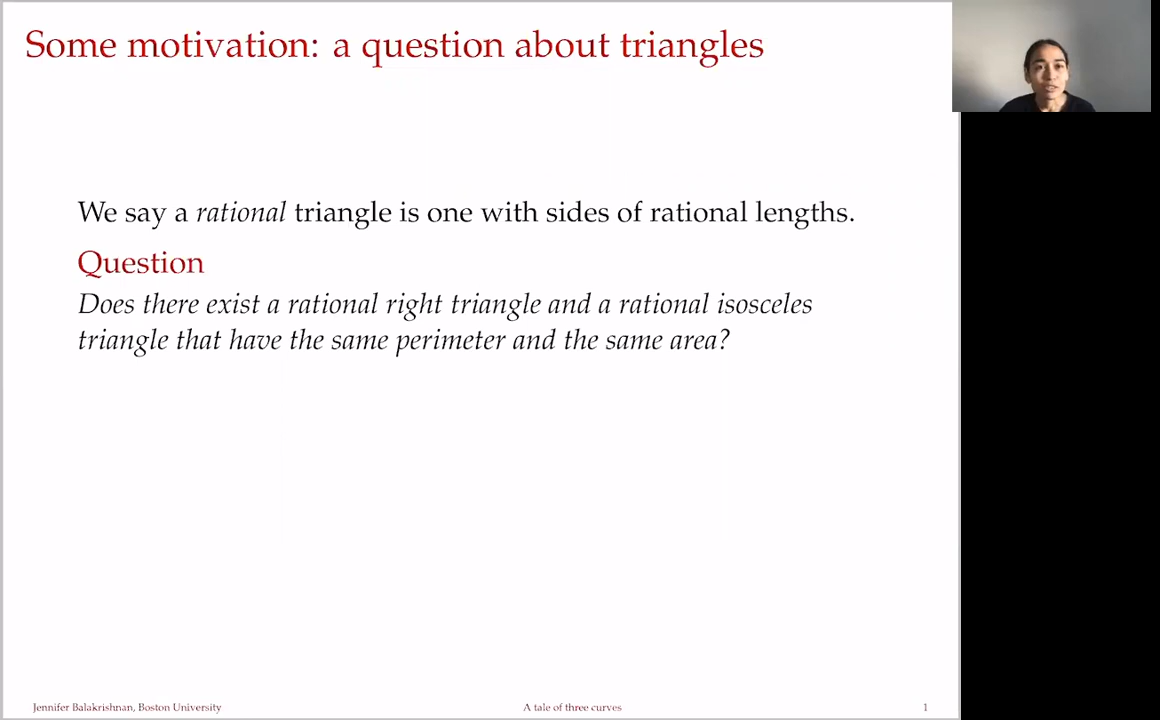 Some motivation: a question about triangles
We say a rational triangle is one with sides of rational lengths.
Question
Does there exist a rational right triangle and a rational isosceles
triangle that have the same perimeter and the same area?
Jennifer Balakrishnan, Boston University
A tale of three curves
1